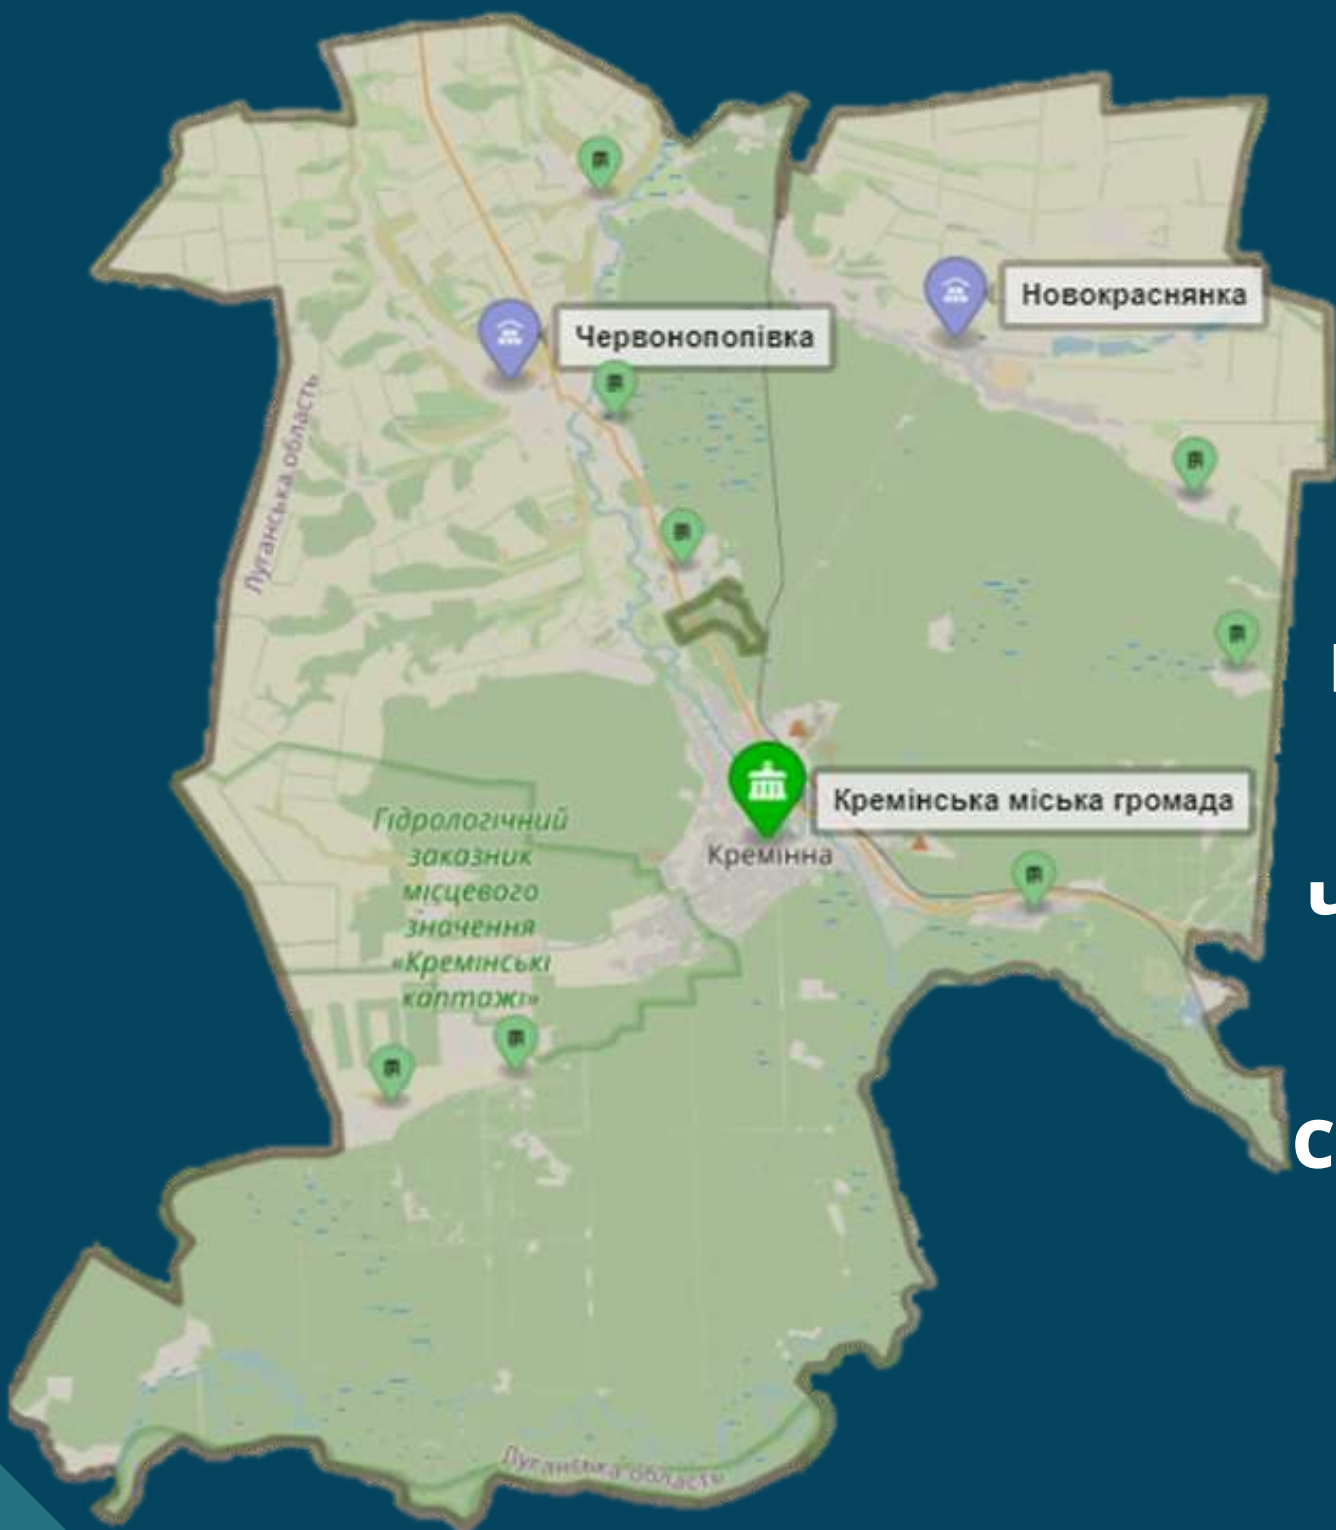 Новокраснянка
Червонопопівка
Луганська область
Кремінська міська громада
Гідрологічний
заказник
місцевого
значення
«Кремінські
каптажі»
Кремінна
Луганська область